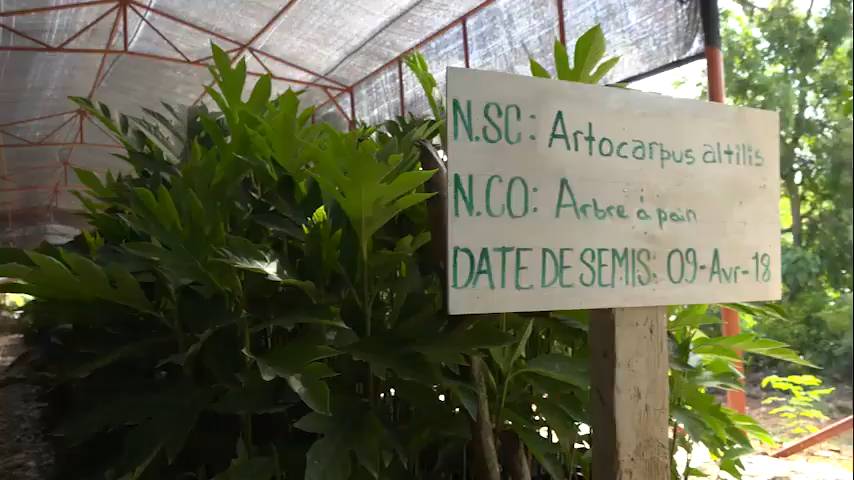 N.SC: Artocarpus altilis
N.CO: Arbre à pain
DATE DE SEMIS: 09-Avr-18